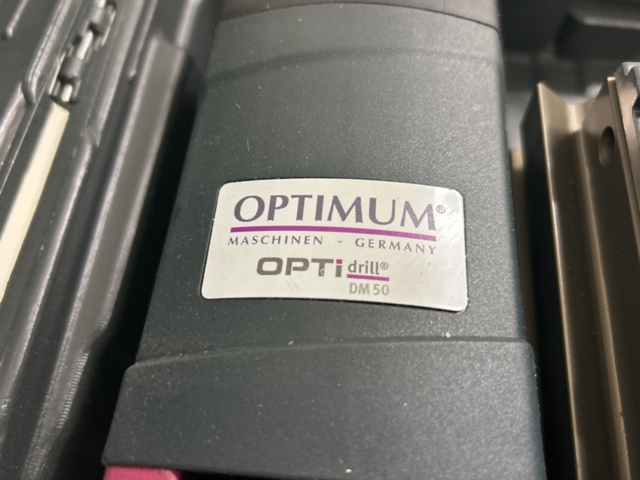 OPTIMUM®
MASCHINEN - GERMANY
OPTi drill®
DM 50